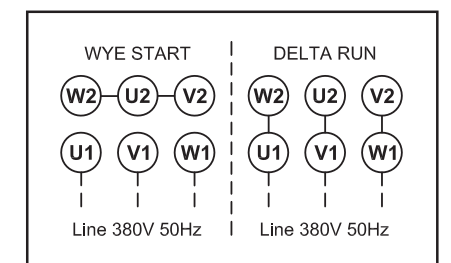 WYE START
DELTA RUN
W2 U2 V2
W2 U2 V2
U1 V1 W1
U1 V1 W1
Line 380V 50Hz
Line 380V 50Hz